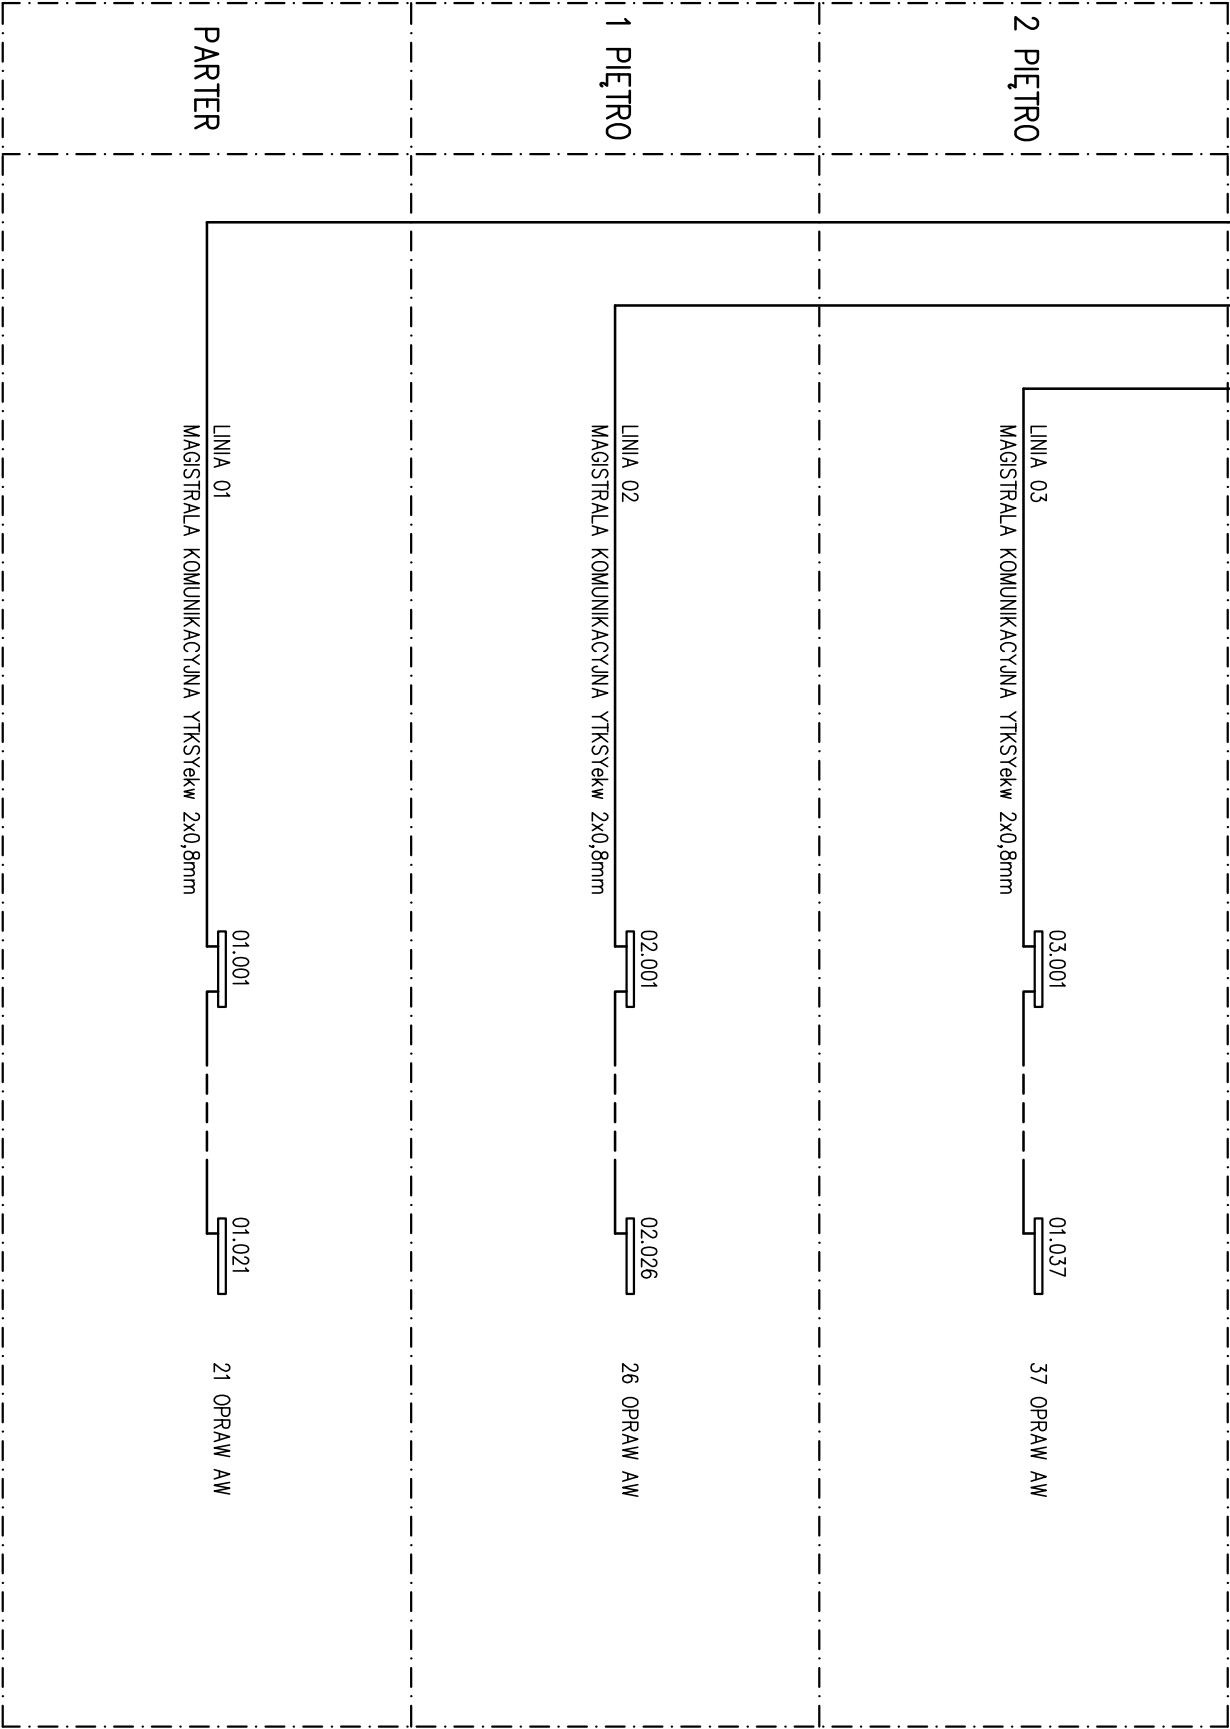 2 PIĘTRO
LINIA 03
MAGISTRALA KOMUNIKACYJNA YTKSYekw 2x0,8mm
03.001
01.037
37 OPRAW AW
1 PIĘTRO
LINIA 02
MAGISTRALA KOMUNIKACYJNA YTKSYekw 2x0,8mm
02.001
02.026
26 OPRAW AW
PARTER
LINIA 01
MAGISTRALA KOMUNIKACYJNA YTKSYekw 2x0,8mm
01.001
01.021
21 OPRAW AW